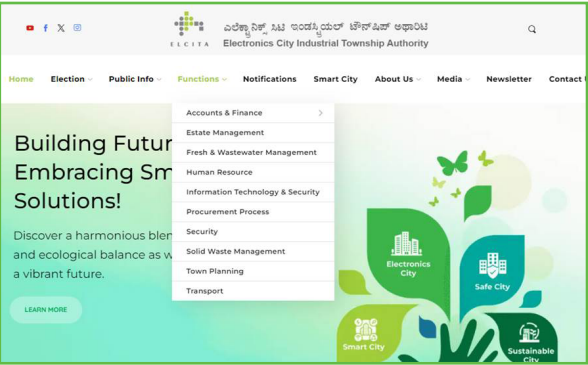 ಎಲೆಕ್ಟ್ರಾನಿಕ್ಸ್ ಸಿಟಿ ಇಂಡಸ್ಟ್ರಿಯಲ್ ಟೌನ್‌ಷಿಪ್ ಅಥಾರಿಟಿ
ELCITA
Electronics City Industrial Township Authority
Home Election Public Info Functions Notifications Smart City About Us Media Newsletter Contact
Accounts & Finance
Estate Management
Fresh & Wastewater Management
Human Resource
Information Technology & Security
Procurement Process
Security
Solid Waste Management
Town Planning
Transport
Building Futur
Embracing Sm
Solutions!
Discover a harmonious blen
and ecological balance as w
a vibrant future.
LEARN MORE
Electronics
City
Safe City
Smart City
Sustainable
City